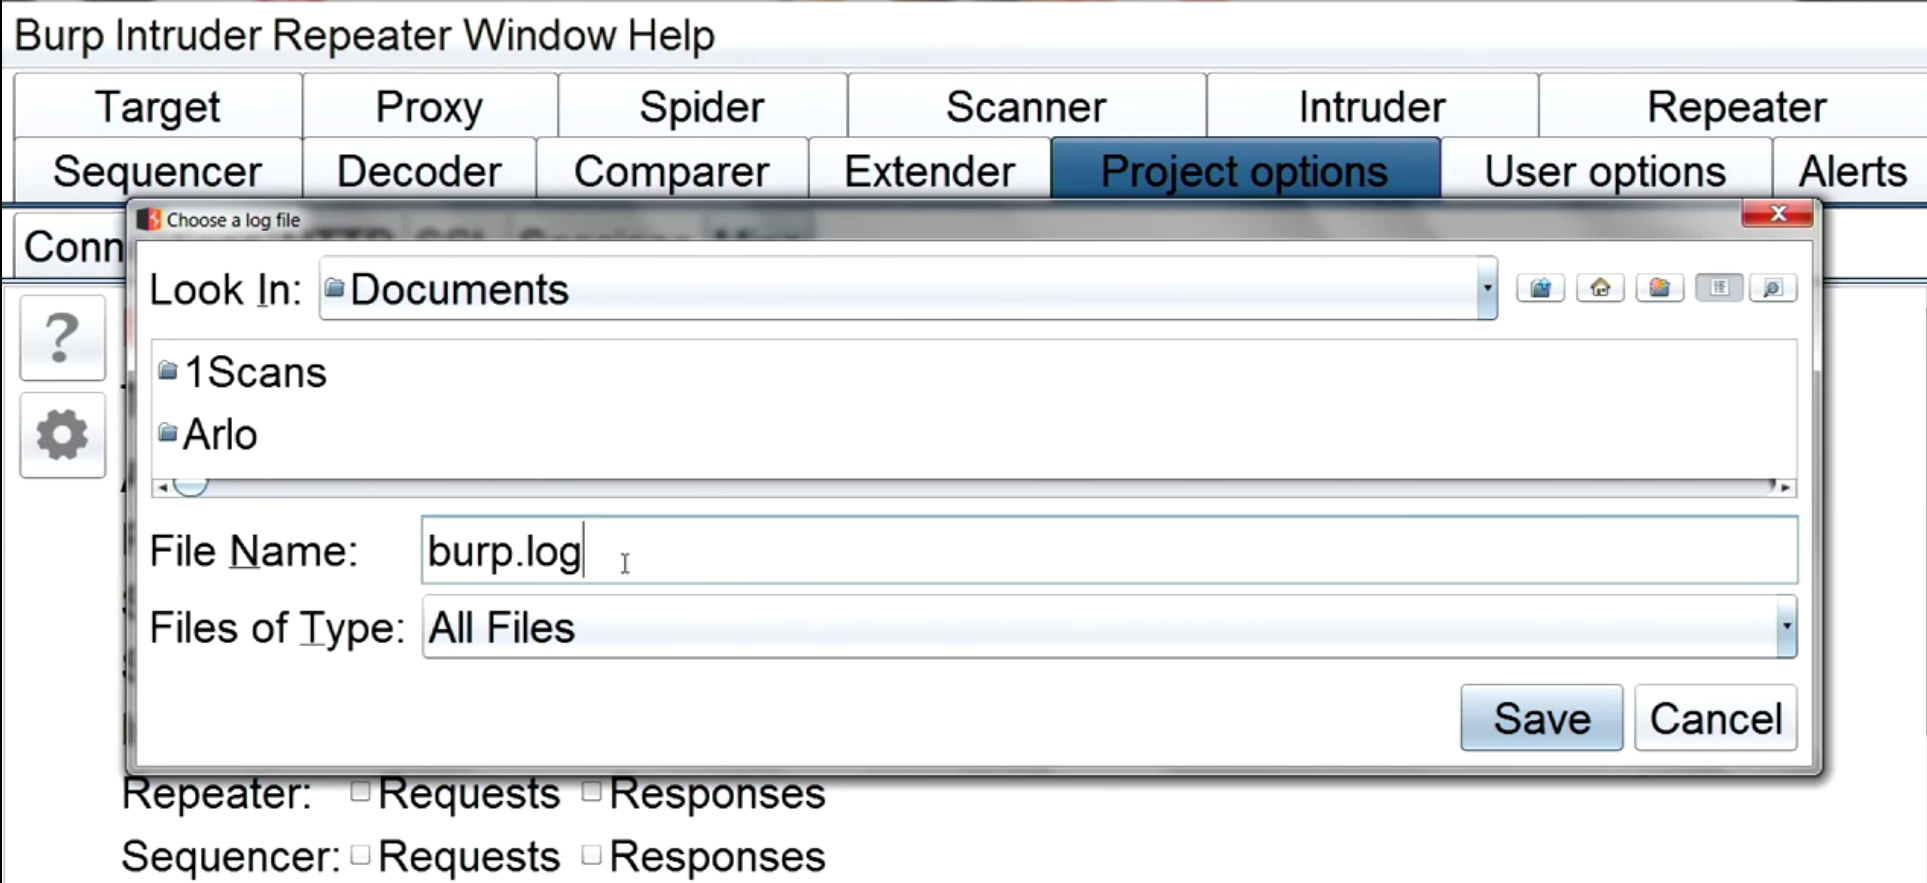 Burp Intruder Repeater Window Help
Target Proxy Spider Scanner Intruder Repeater
Sequencer Decoder Comparer Extender Project options User options Alerts
Choose a log file
Conn
Look In: Documents
1Scans
Arlo
File Name: burp.log
Files of Type: All Files
Save Cancel
Repeater: Requests Responses
Sequencer: Requests Responses